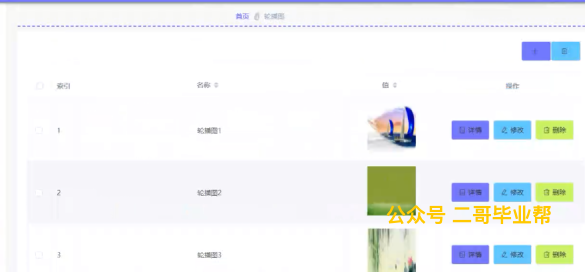 首页 轮播图
索引 名称 值 操作
1 轮播图1 详情 修改 删除
2 轮播图2 详情 修改 删除
公众号 二哥毕业帮
3 轮播图3 详情 修改 删除